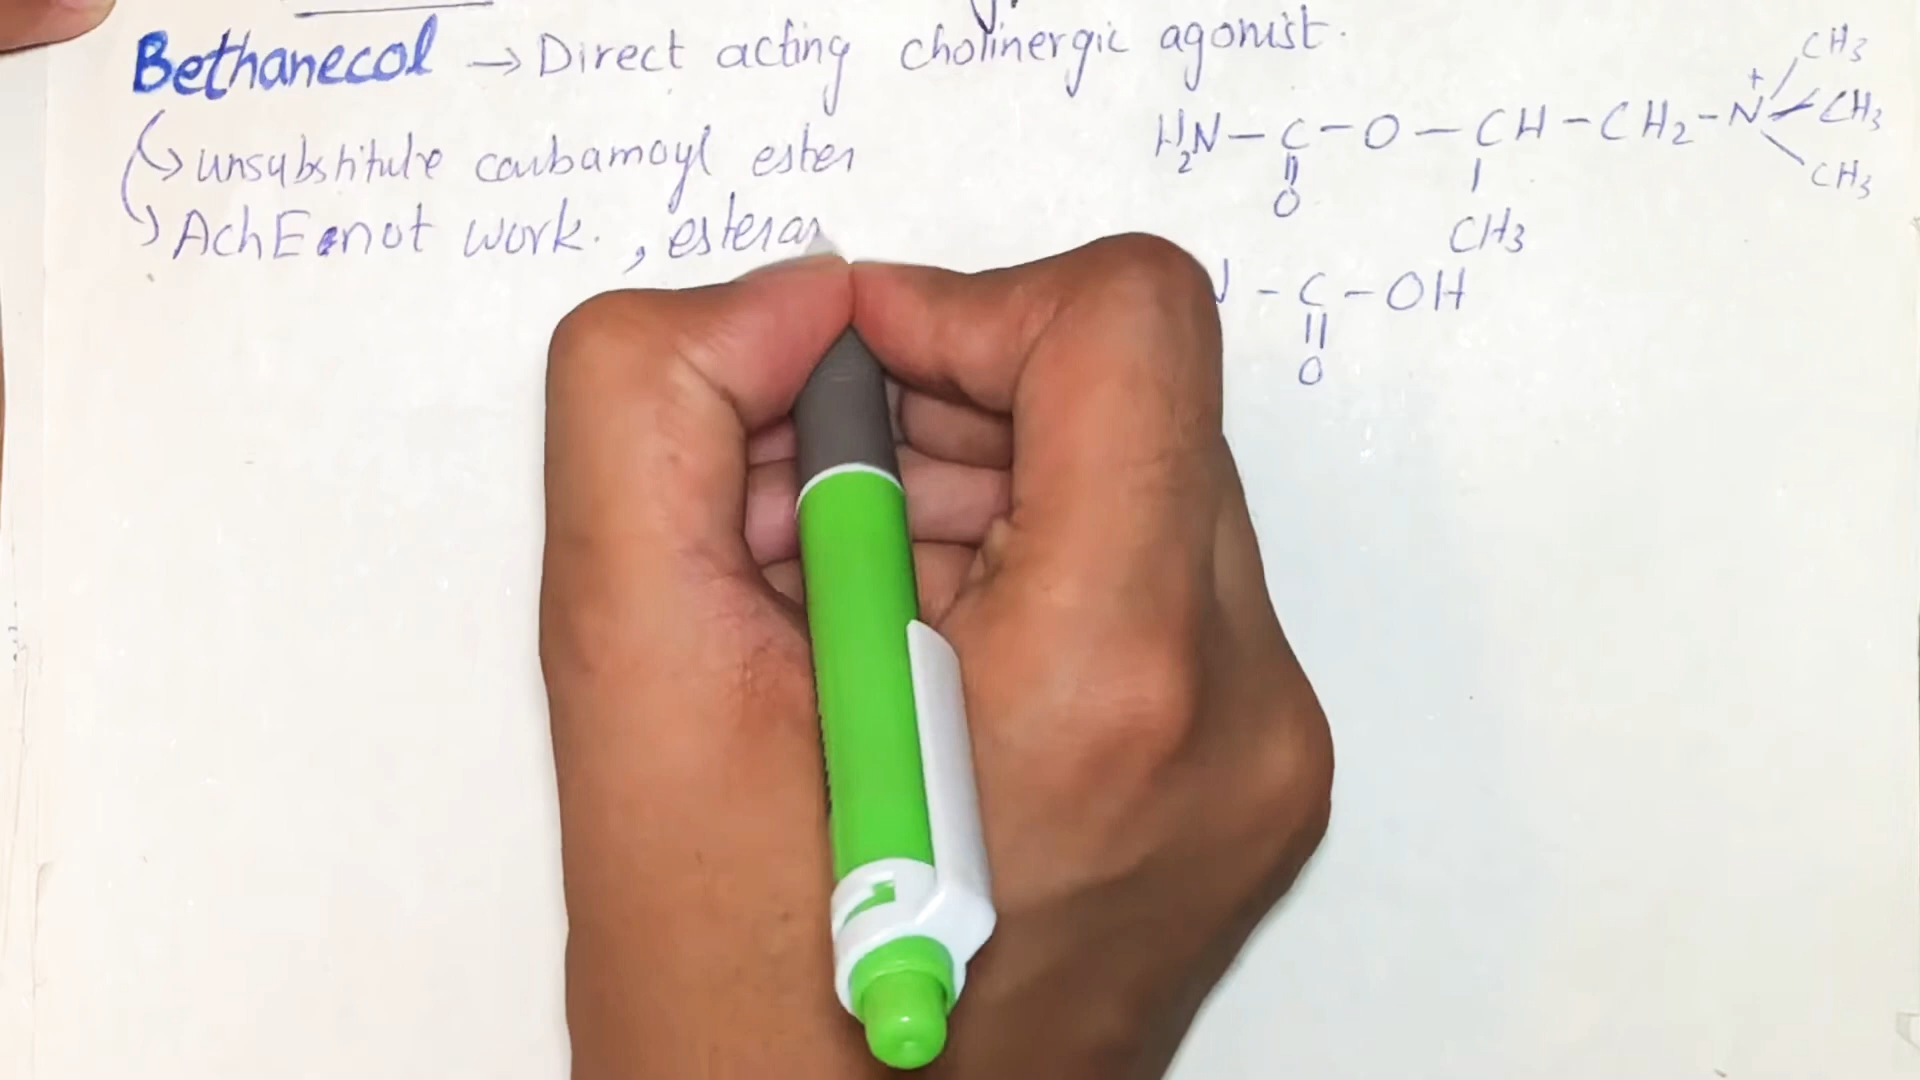 Bethanecol → Direct acting cholinergic agonist.
unsubstitute carbamoyl ester
AchE not work. , esteras
H2N - C - O - CH - CH2 - N+
CH3
CH3
CH3
O
CH3
- C - OH
O